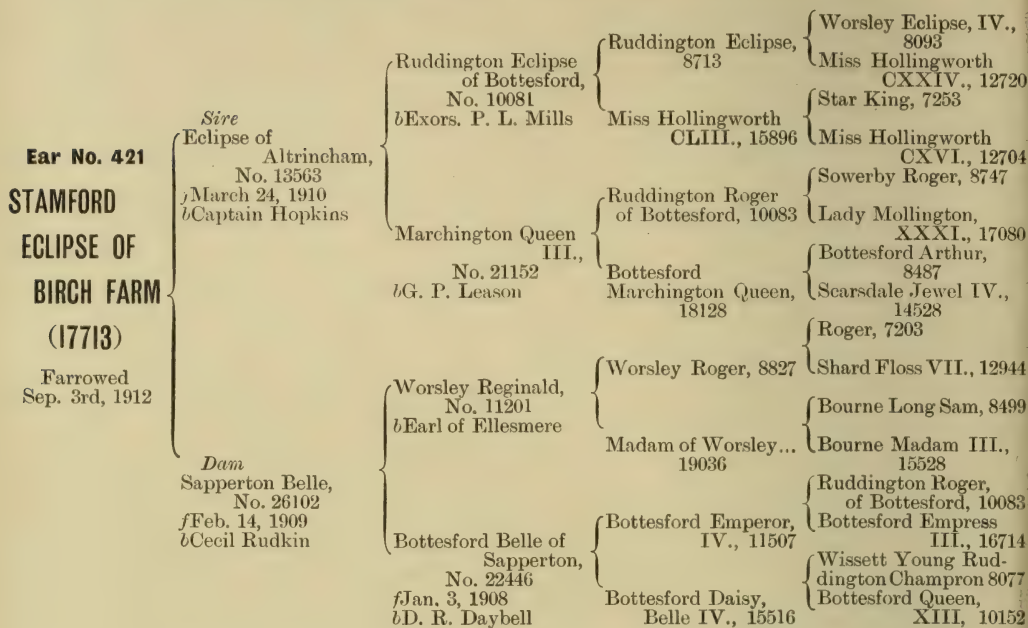 Ear No. 421
STAMFORD
ECLIPSE OF
BIRCH FARM
(17713)
Farrowed
Sep. 3rd, 1912
Sire
Eclipse of
Altrincham,
No. 13563
jMarch 24, 1910
bCaptain Hopkins
Dam
Sapperton Belle,
No. 26102
fFeb. 14, 1909
bCecil Rudkin
Ruddington Eclipse
of Bottesford,
No. 10081
bExors. P. L. Mills
Marchington Queen
III.,
No. 21152
bG. P. Leason
Worsley Reginald,
No. 11201
bEarl of Ellesmere
Bottesford Belle of
Sapperton,
No. 22446
fJan. 3, 1908
bD. R. Daybell
Ruddington Eclipse,
8713
Miss Hollingworth
CLIII., 15896
Ruddington Roger
of Bottesford, 10083
Bottesford
Marchington Queen,
18128
Worsley Roger, 8827
Madam of Worsley...
19036
Bottesford Emperor,
IV., 11507
Bottesford Daisy,
Belle IV., 15516
Worsley Eclipse, IV.,
8093
Miss Hollingworth
CXXIV., 12720
Star King, 7253
Miss Hollingworth
CXVI., 12704
Sowerby Roger, 8747
Lady Mollington,
XXXI., 17080
Bottesford Arthur,
8487
Scarsdale Jewel IV.,
14528
Roger, 7203
Shard Floss VII., 12944
Bourne Long Sam, 8499
Bourne Madam III.,
15528
Ruddington Roger,
of Bottesford, 10083
Bottesford Empress
III., 16714
Wissett Young Rud-
dington Champron 8077
Bottesford Queen,
XIII, 10152